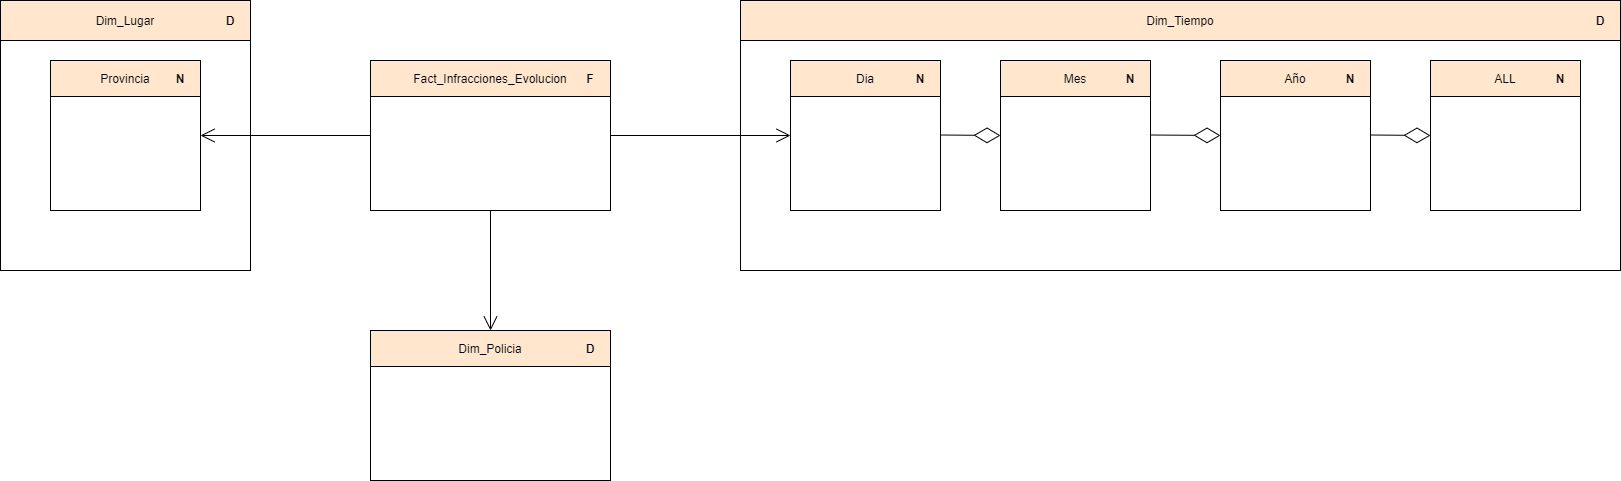 Dim_Lugar D
Dim_Tiempo D
Provincia N
Fact_Infracciones_Evolucion F
Dia N
Mes N
Año N
ALL N
Dim_Policia D